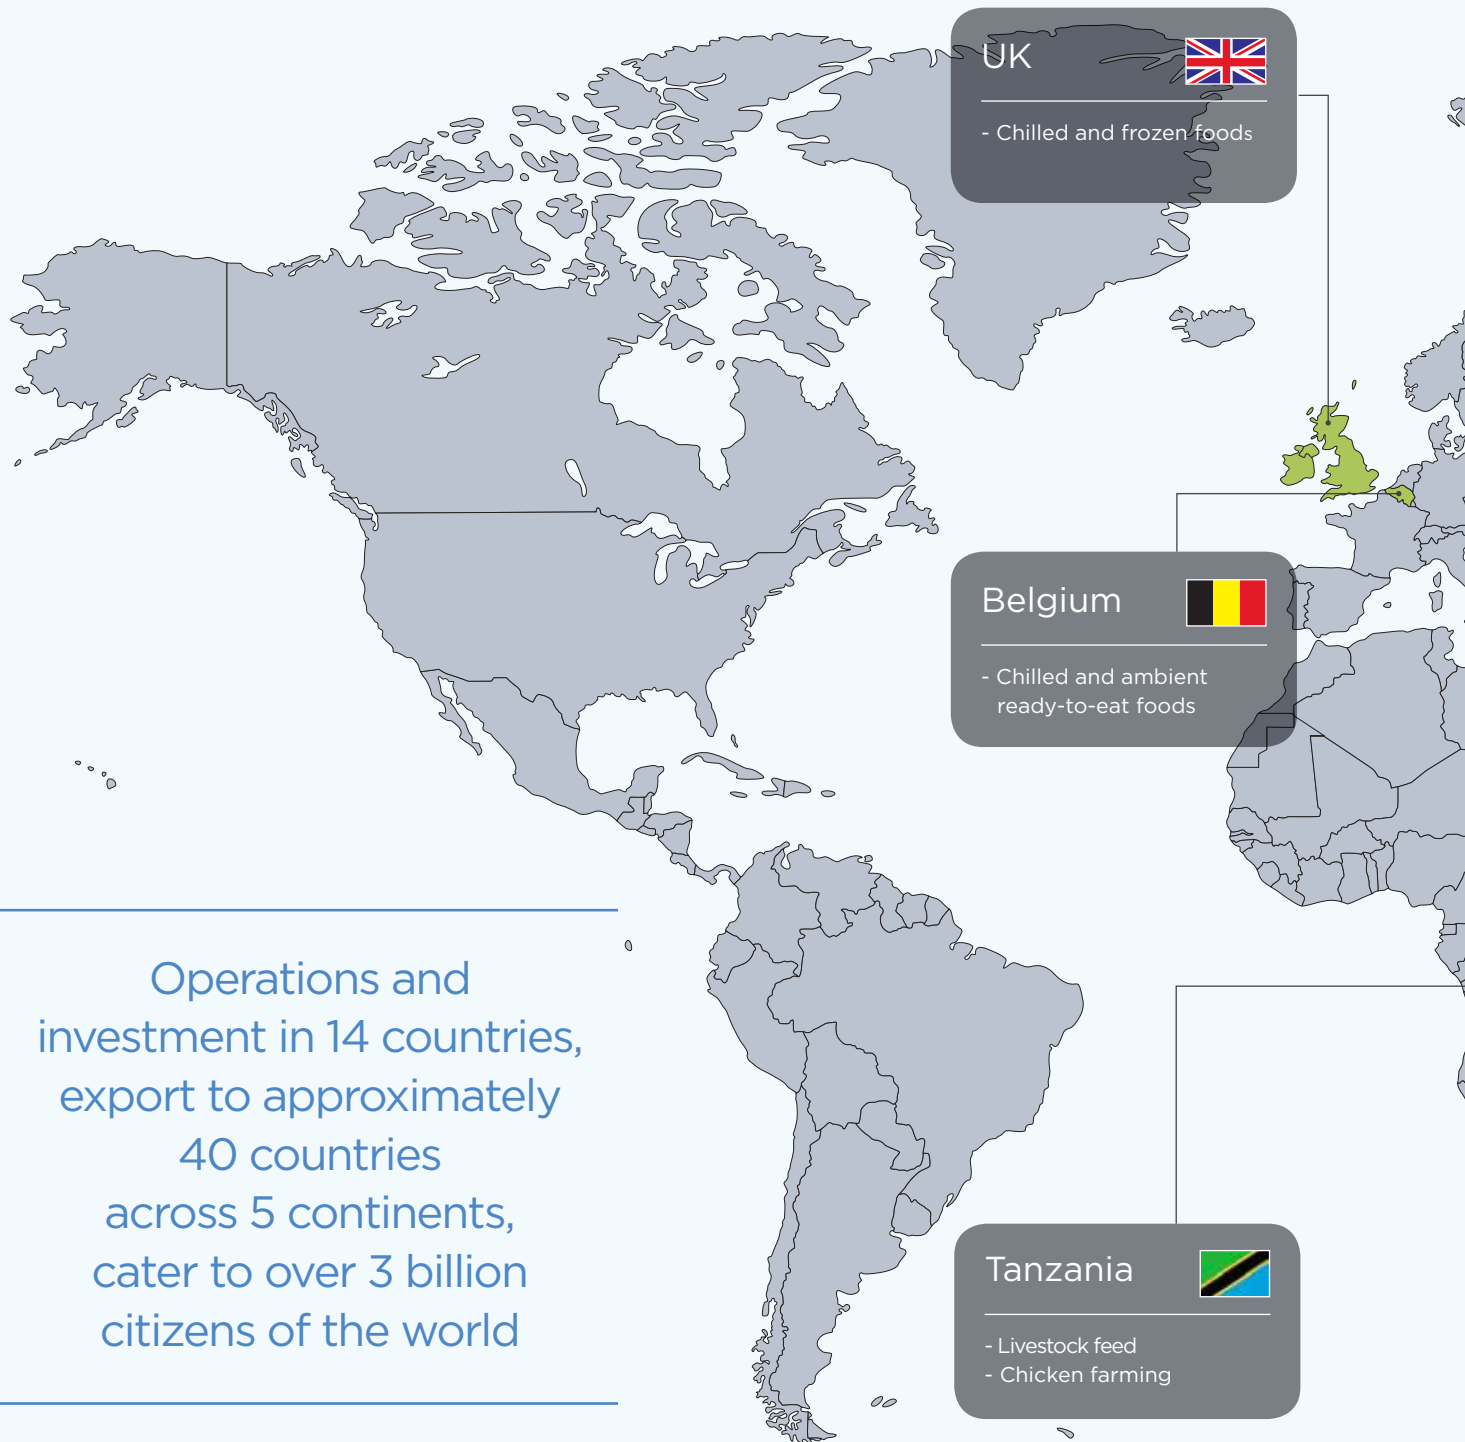 UK
- Chilled and frozen foods
Belgium
- Chilled and ambient
ready-to-eat foods
Operations and
investment in 14 countries,
export to approximately
40 countries
across 5 continents,
cater to over 3 billion
citizens of the world
Tanzania
- Livestock feed
- Chicken farming